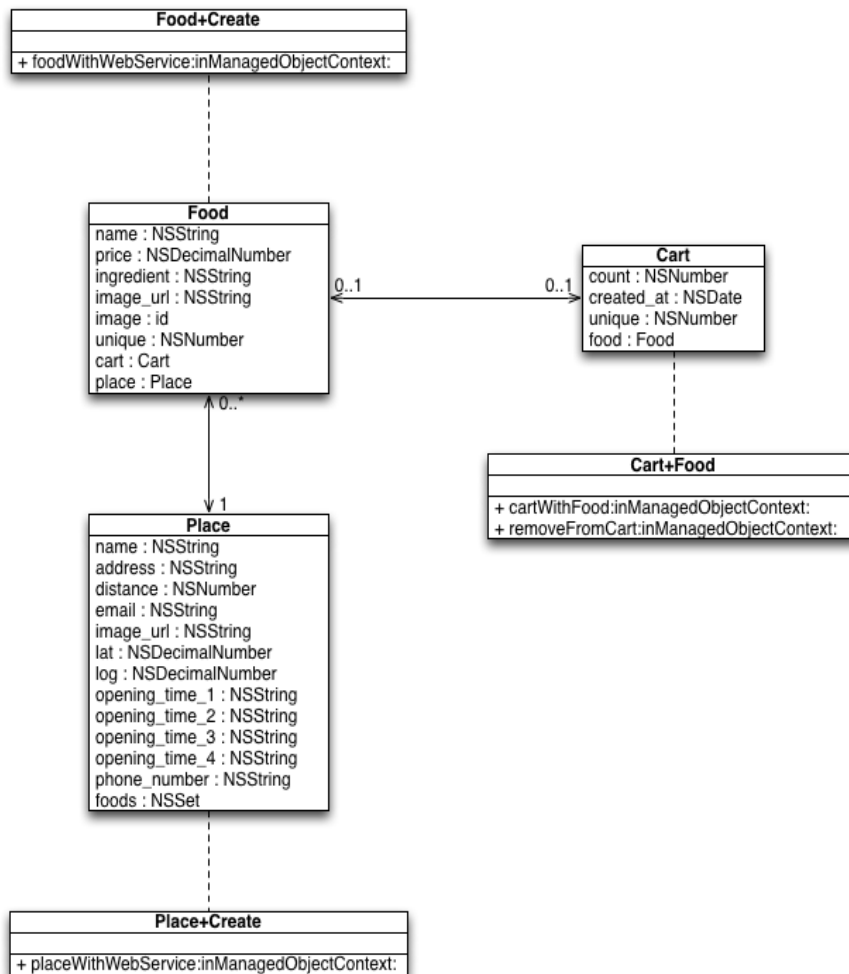 Food+Create
+ foodWithWebService:inManagedObjectContext:
Food
name : NSString
price : NSDecimalNumber
ingredient : NSString
image_url : NSString
image : id
unique : NSNumber
cart : Cart
place : Place
0..1
0..1
Cart
count : NSNumber
created_at : NSDate
unique : NSNumber
food : Food
0..*
1
Cart+Food
+ cartWithFood:inManagedObjectContext:
+ removeFromCart:inManagedObjectContext:
Place
name : NSString
address : NSString
distance : NSNumber
email : NSString
image_url : NSString
lat : NSDecimalNumber
log : NSDecimalNumber
opening_time_1 : NSString
opening_time_2 : NSString
opening_time_3 : NSString
opening_time_4 : NSString
phone_number : NSString
foods : NSSet
Place+Create
+ placeWithWebService:inManagedObjectContext: